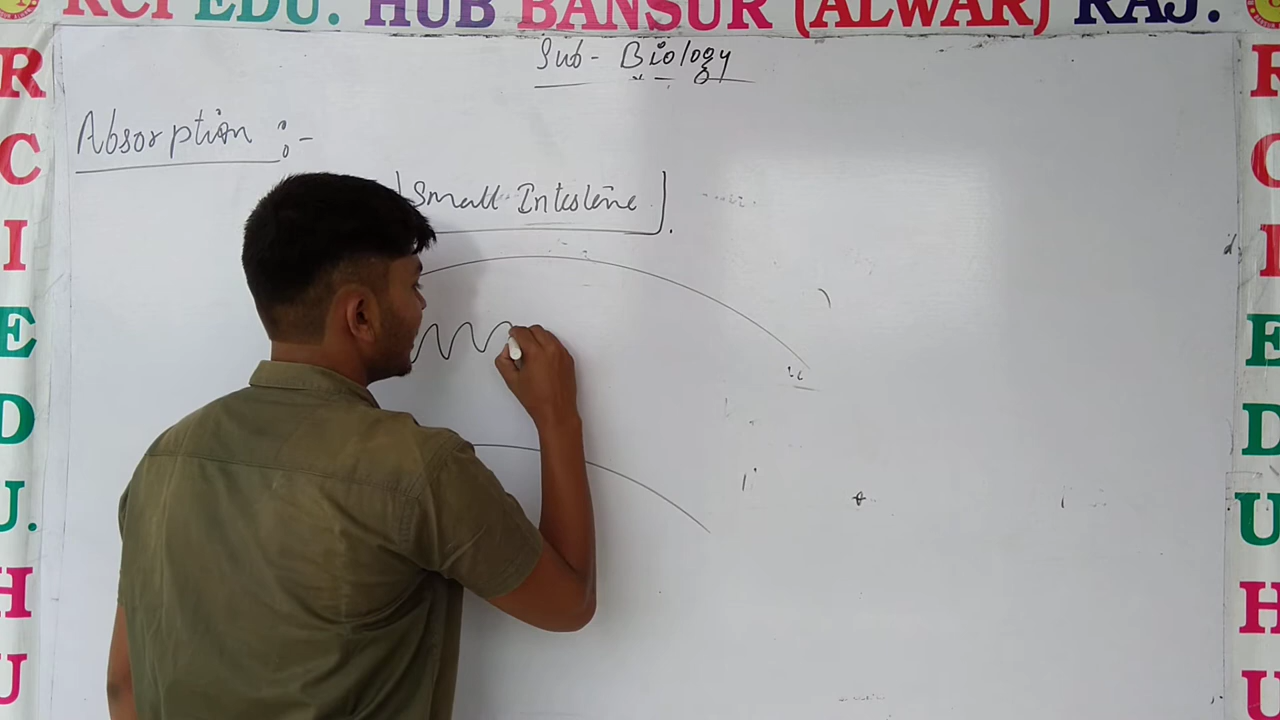 RCI EDU. HUB BANSUR (ALWAR) RAJ.
Sub- Biology
Absorption :-
Small Intestine
R
C
I
E
D
U.
H
U
R
C
I
E
D
U
H
U